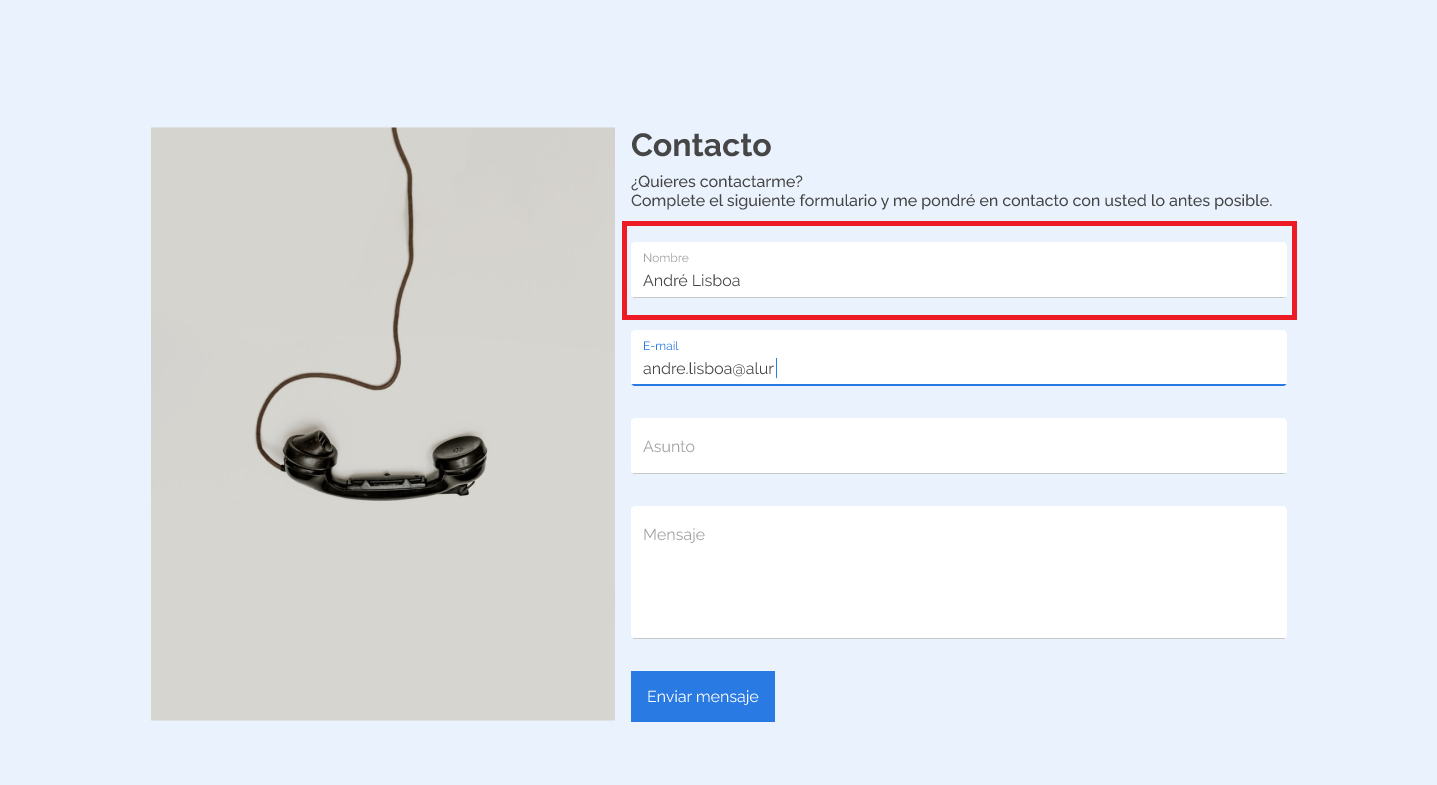 Contacto
¿Quieres contactarme?
Complete el siguiente formulario y me pondré en contacto con usted lo antes posible.
Nombre
André Lisboa
E-mail
andre.lisboa@alur
Asunto
Mensaje
Enviar mensaje